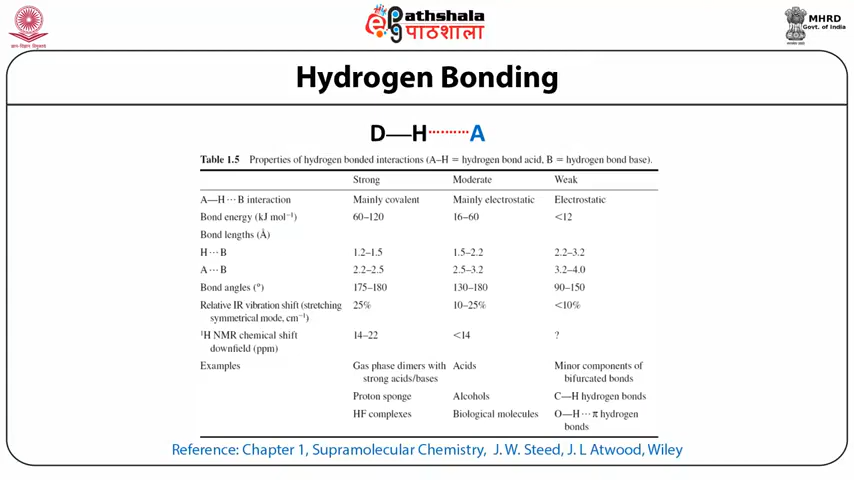 ePathshala
पाठशाला
MHRD
Govt. of India
Hydrogen Bonding
D—H··········A
Table 1.5 Properties of hydrogen bonded interactions (A–H = hydrogen bond acid, B = hydrogen bond base).
Strong Moderate Weak
A—H···B interaction Mainly covalent Mainly electrostatic Electrostatic
Bond energy (kJ mol⁻¹) 60–120 16–60 <12
Bond lengths (Å)
H···B 1.2–1.5 1.5–2.2 2.2–3.2
A···B 2.2–2.5 2.5–3.2 3.2–4.0
Bond angles (°) 175–180 130–180 90–150
Relative IR vibration shift (stretching 25% 10–25% <10%
symmetrical mode, cm⁻¹)
¹H NMR chemical shift 14–22 <14 ?
downfield (ppm)
Examples Gas phase dimers with Acids Minor components of
strong acids/bases bifurcated bonds
Proton sponge Alcohols C—H hydrogen bonds
HF complexes Biological molecules O—H···π hydrogen
bonds
Reference: Chapter 1, Supramolecular Chemistry, J. W. Steed, J. L Atwood, Wiley